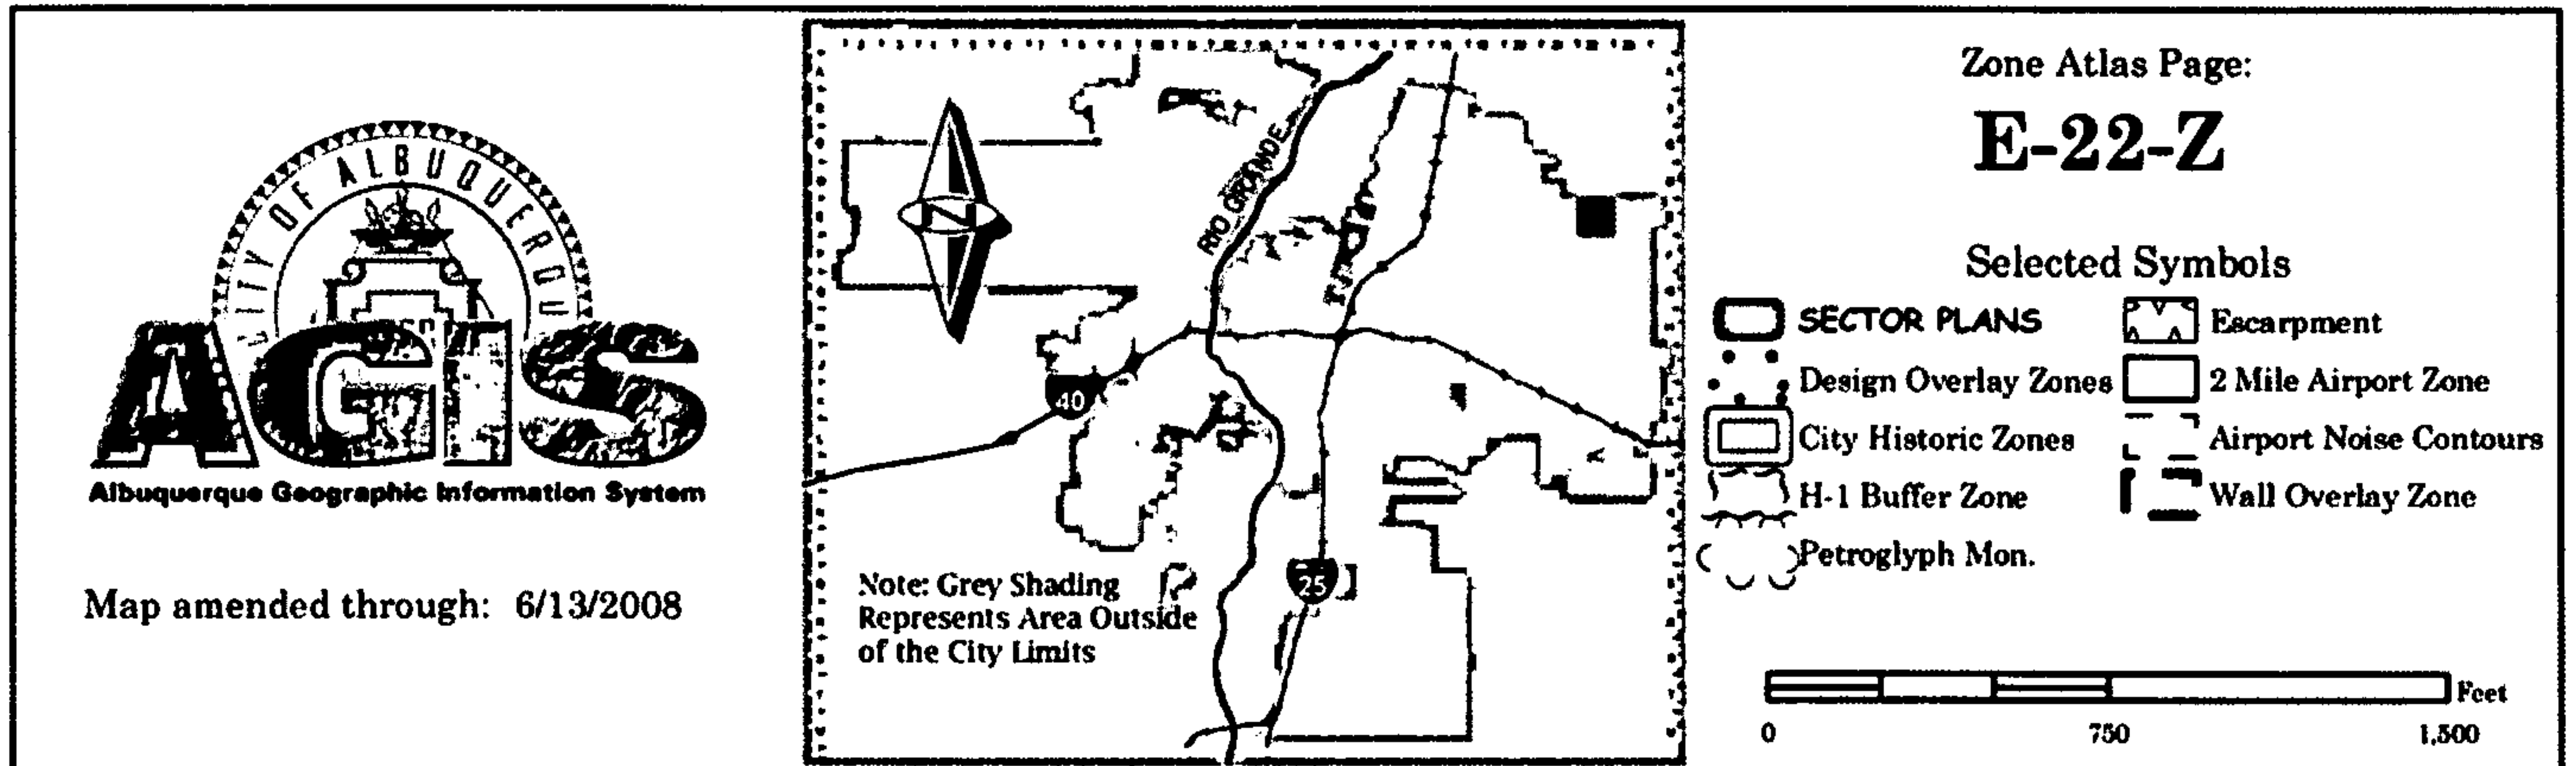 CITY OF ALBUQUERQU
AGIS
Albuquerque Geographic Information System
Map amended through: 6/13/2008
RIO GRANDE
N
40
25
Note: Grey Shading
Represents Area Outside
of the City Limits
Zone Atlas Page:
E-22-Z
Selected Symbols
SECTOR PLANS
Escarpment
Design Overlay Zones
2 Mile Airport Zone
City Historic Zones
Airport Noise Contours
H-1 Buffer Zone
Wall Overlay Zone
Petroglyph Mon.
Feet
0 750 1,500